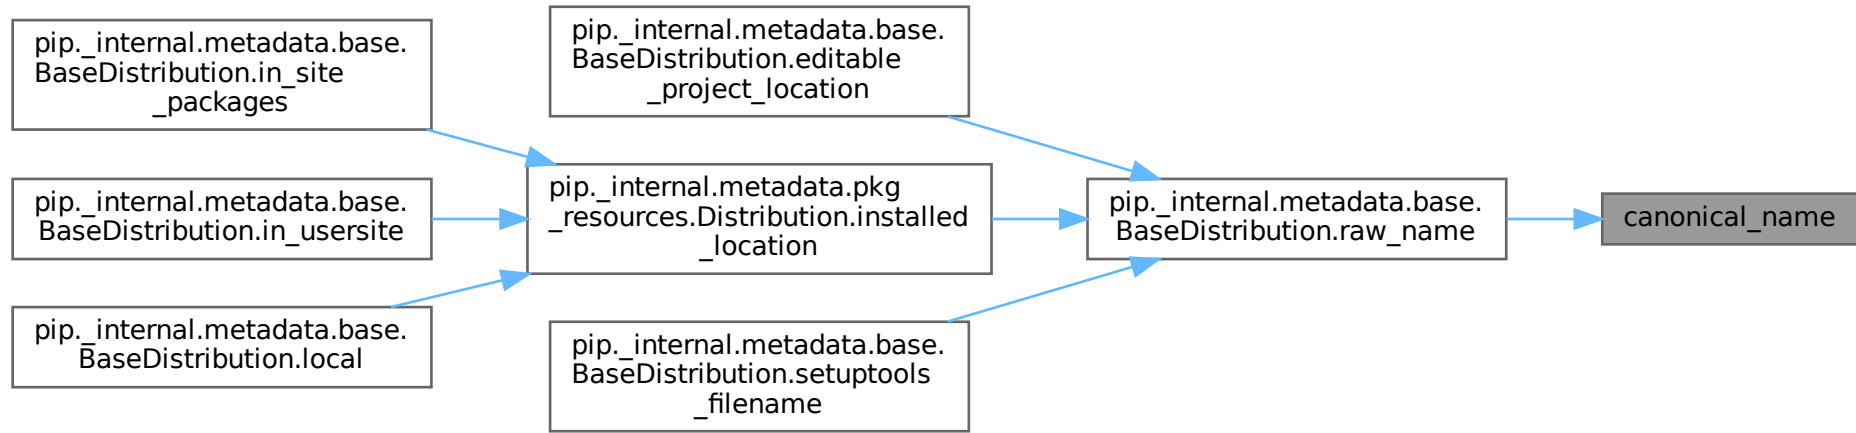 pip._internal.metadata.base.
BaseDistribution.in_site
_packages
pip._internal.metadata.base.
BaseDistribution.in_usersite
pip._internal.metadata.base.
BaseDistribution.local
pip._internal.metadata.base.
BaseDistribution.editable
_project_location
pip._internal.metadata.pkg
_resources.Distribution.installed
_location
pip._internal.metadata.base.
BaseDistribution.setuptools
_filename
pip._internal.metadata.base.
BaseDistribution.raw_name
canonical_name